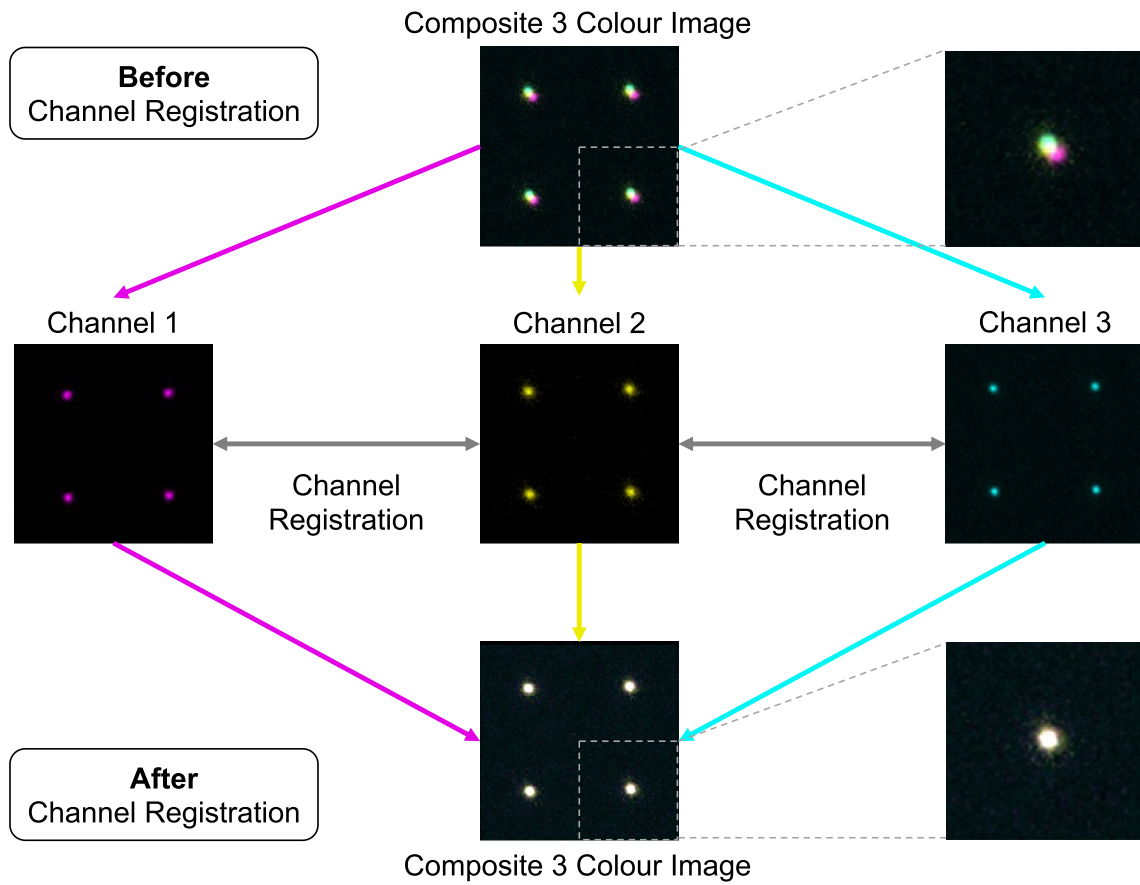 Composite 3 Colour Image
Before
Channel Registration
Channel 1
Channel 2
Channel 3
Channel
Registration
Channel
Registration
After
Channel Registration
Composite 3 Colour Image